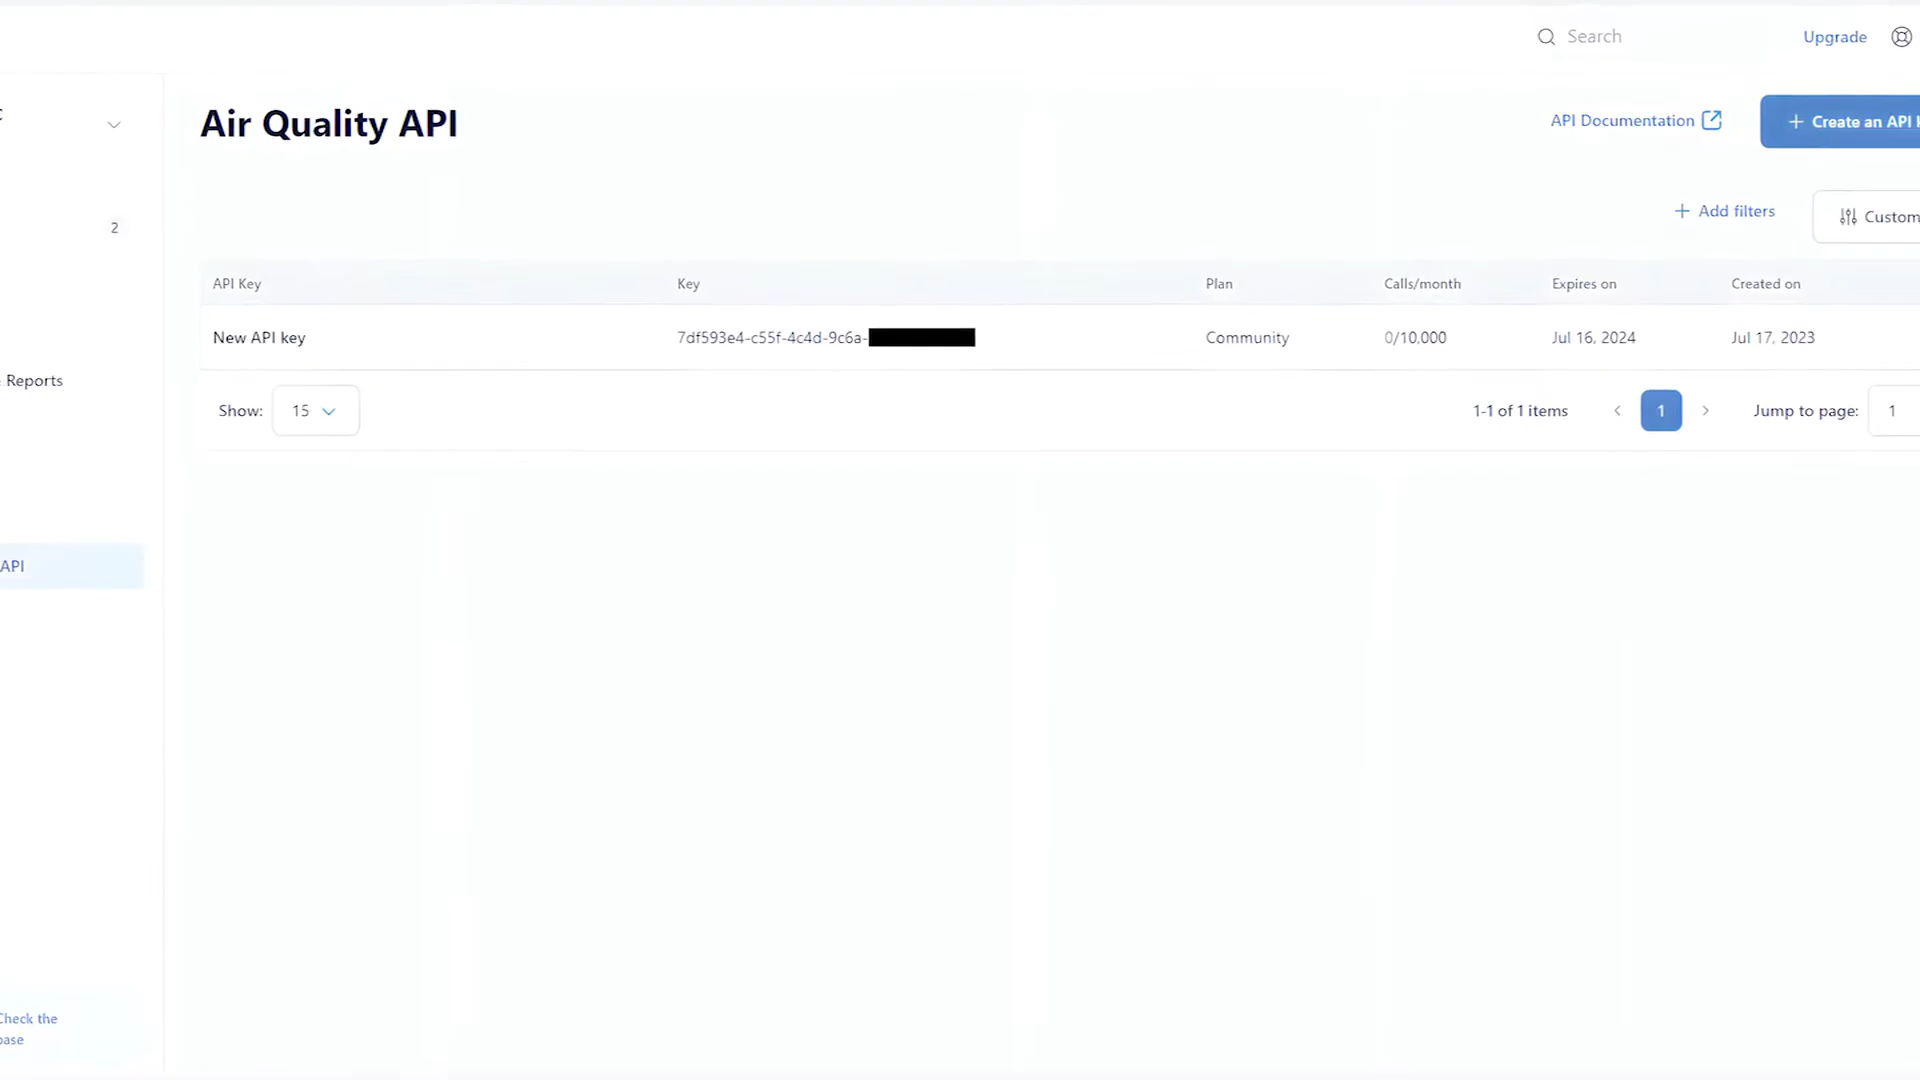 Search
Upgrade
Air Quality API
API Documentation
+ Create an API
+ Add filters
Custom
2
API Key Key Plan Calls/month Expires on Created on
New API key 7df593e4-c55f-4c4d-9c6a- Community 0/10,000 Jul 16, 2024 Jul 17, 2023
Reports
Show: 15 1-1 of 1 items < 1 > Jump to page: 1
API
Check the
base